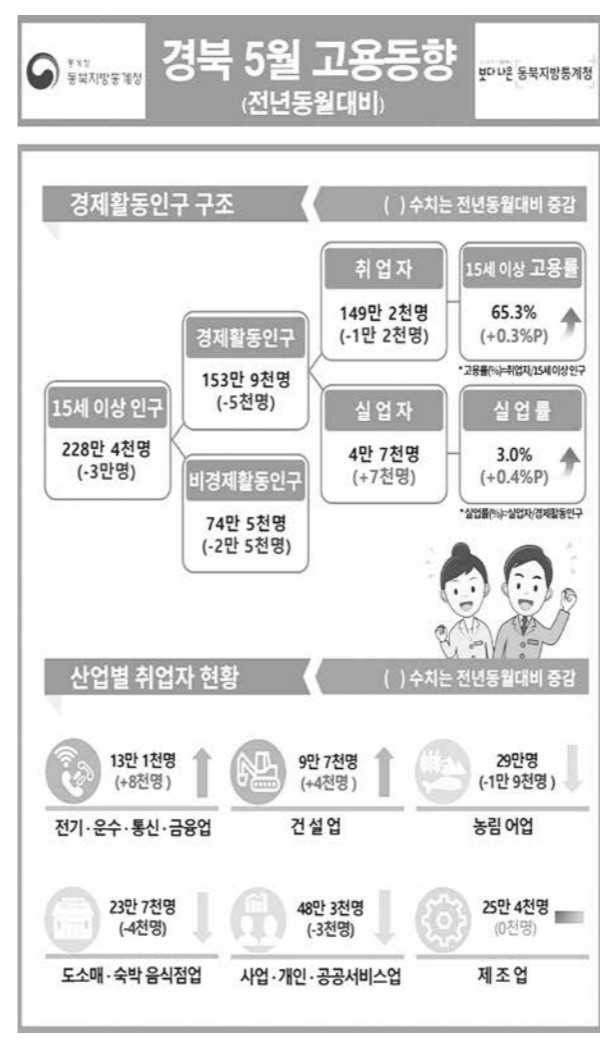 통계청
동북지방통계청
경북 5월 고용동향
(전년동월대비)
보다 나은 동북지방통계청
경제활동인구 구조
( ) 수치는 전년동월대비 증감
취업자
149만 2천명
(-1만 2천명)
15세 이상 고용률
65.3%
(+0.3%P)
*고용률(%)=취업자/15세이상인구
경제활동인구
153만 9천명
(-5천명)
15세 이상 인구
228만 4천명
(-3만명)
실업자
4만 7천명
(+7천명)
실업률
3.0%
(+0.4%P)
*실업률(%)=실업자/경제활동인구
비경제활동인구
74만 5천명
(-2만 5천명)
산업별 취업자 현황
( ) 수치는 전년동월대비 증감
13만 1천명
(+8천명)
전기·운수·통신·금융업
9만 7천명
(+4천명)
건설업
29만명
(-1만 9천명)
농림 어업
23만 7천명
(-4천명)
도소매·숙박 음식점업
48만 3천명
(-3천명)
사업·개인·공공서비스업
25만 4천명
(0천명)
제조업